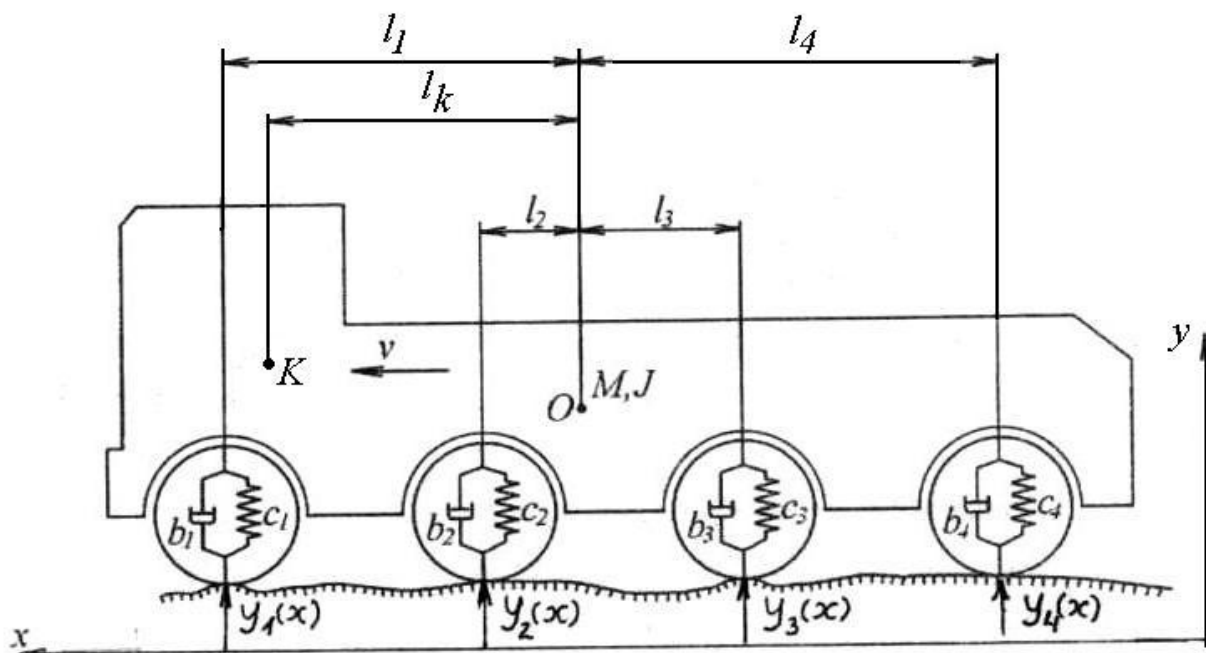 l₁ l₄
lₖ
l₂ l₃
y
v
K
O M,J
b₁ c₁ b₂ c₂ b₃ c₃ b₄ c₄
y₁(x) y₂(x) y₃(x) y₄(x)
x